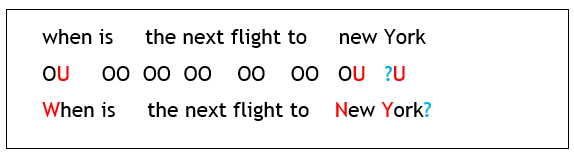 when is the next flight to new York
OU OO OO OO OO OO OU ?U
When is the next flight to New York?